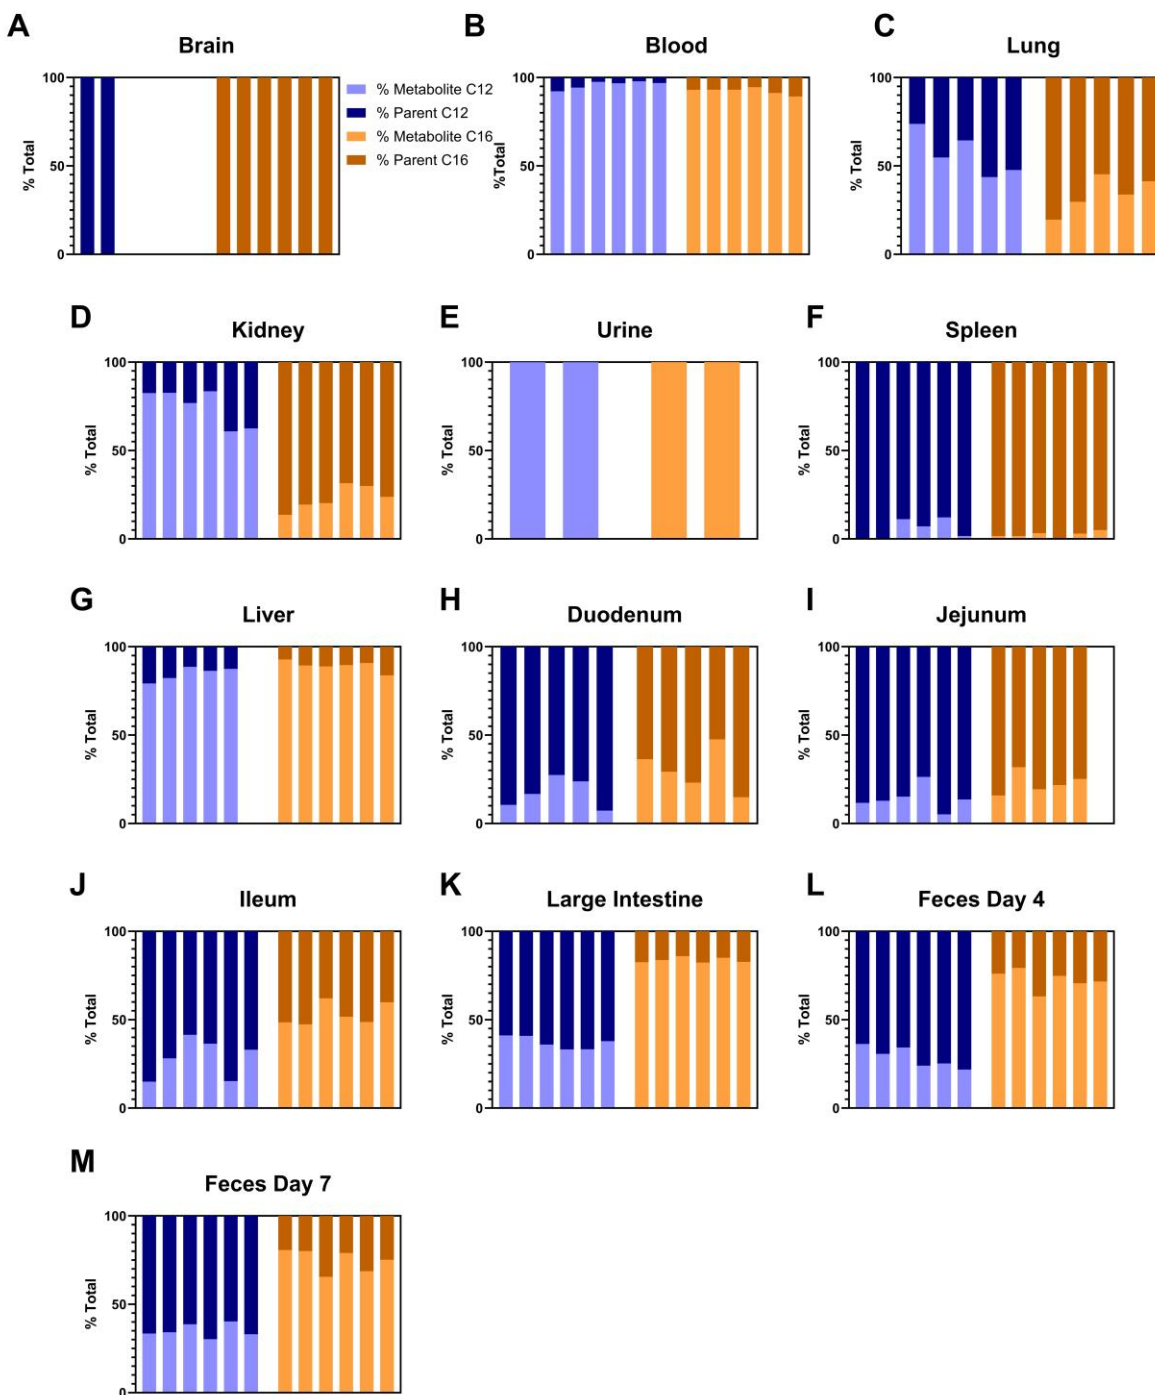 A
Brain
100
50
0
% Total
% Metabolite C12
% Parent C12
% Metabolite C16
% Parent C16
B
Blood
100
50
0
%Total
C
Lung
100
50
0
% Total
D
Kidney
100
50
0
% Total
E
Urine
100
50
0
% Total
F
Spleen
100
50
0
% Total
G
Liver
100
50
0
% Total
H
Duodenum
100
50
0
% Total
I
Jejunum
100
50
0
% Total
J
Ileum
100
50
0
% Total
K
Large Intestine
100
50
0
% Total
L
Feces Day 4
100
50
0
% Total
M
Feces Day 7
100
50
0
% Total